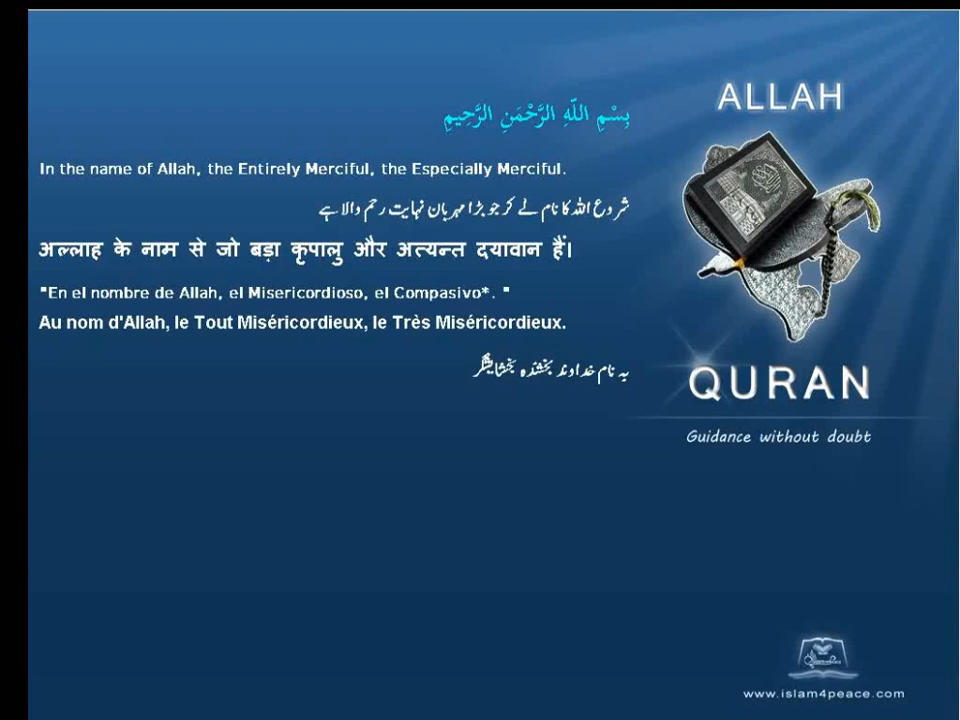 بِسْمِ اللَّهِ الرَّحْمَنِ الرَّحِيمِ
In the name of Allah, the Entirely Merciful, the Especially Merciful.
شروع اللہ کا نام لے کر جو بڑا مہربان نہایت رحم والا ہے
अल्लाह के नाम से जो बड़ा कृपालु और अत्यन्त दयावान हैं।
"En el nombre de Allah, el Misericordioso, el Compasivo*. "
Au nom d'Allah, le Tout Miséricordieux, le Très Miséricordieux.
به نام خداوند بخشنده بخشایشگر
ALLAH
QURAN
Guidance without doubt
www.islam4peace.com